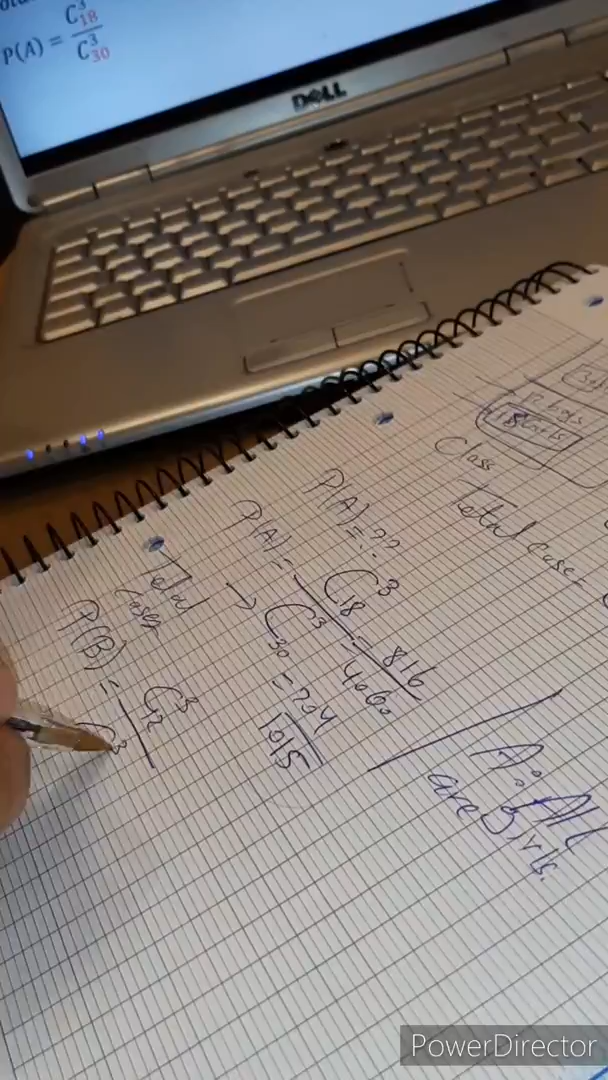 P(A) = C³₁₈ / C³₃₀
DELL
12 boys
18 Girls
Class
Total cases
P(A) = ??
P(A) = C³₁₈ / C³₃₀ = 816 / 4060
= 204 / 1015
A: All
are girls.
Total
Cases
P(B) = C³₁₂ / C³
PowerDirector